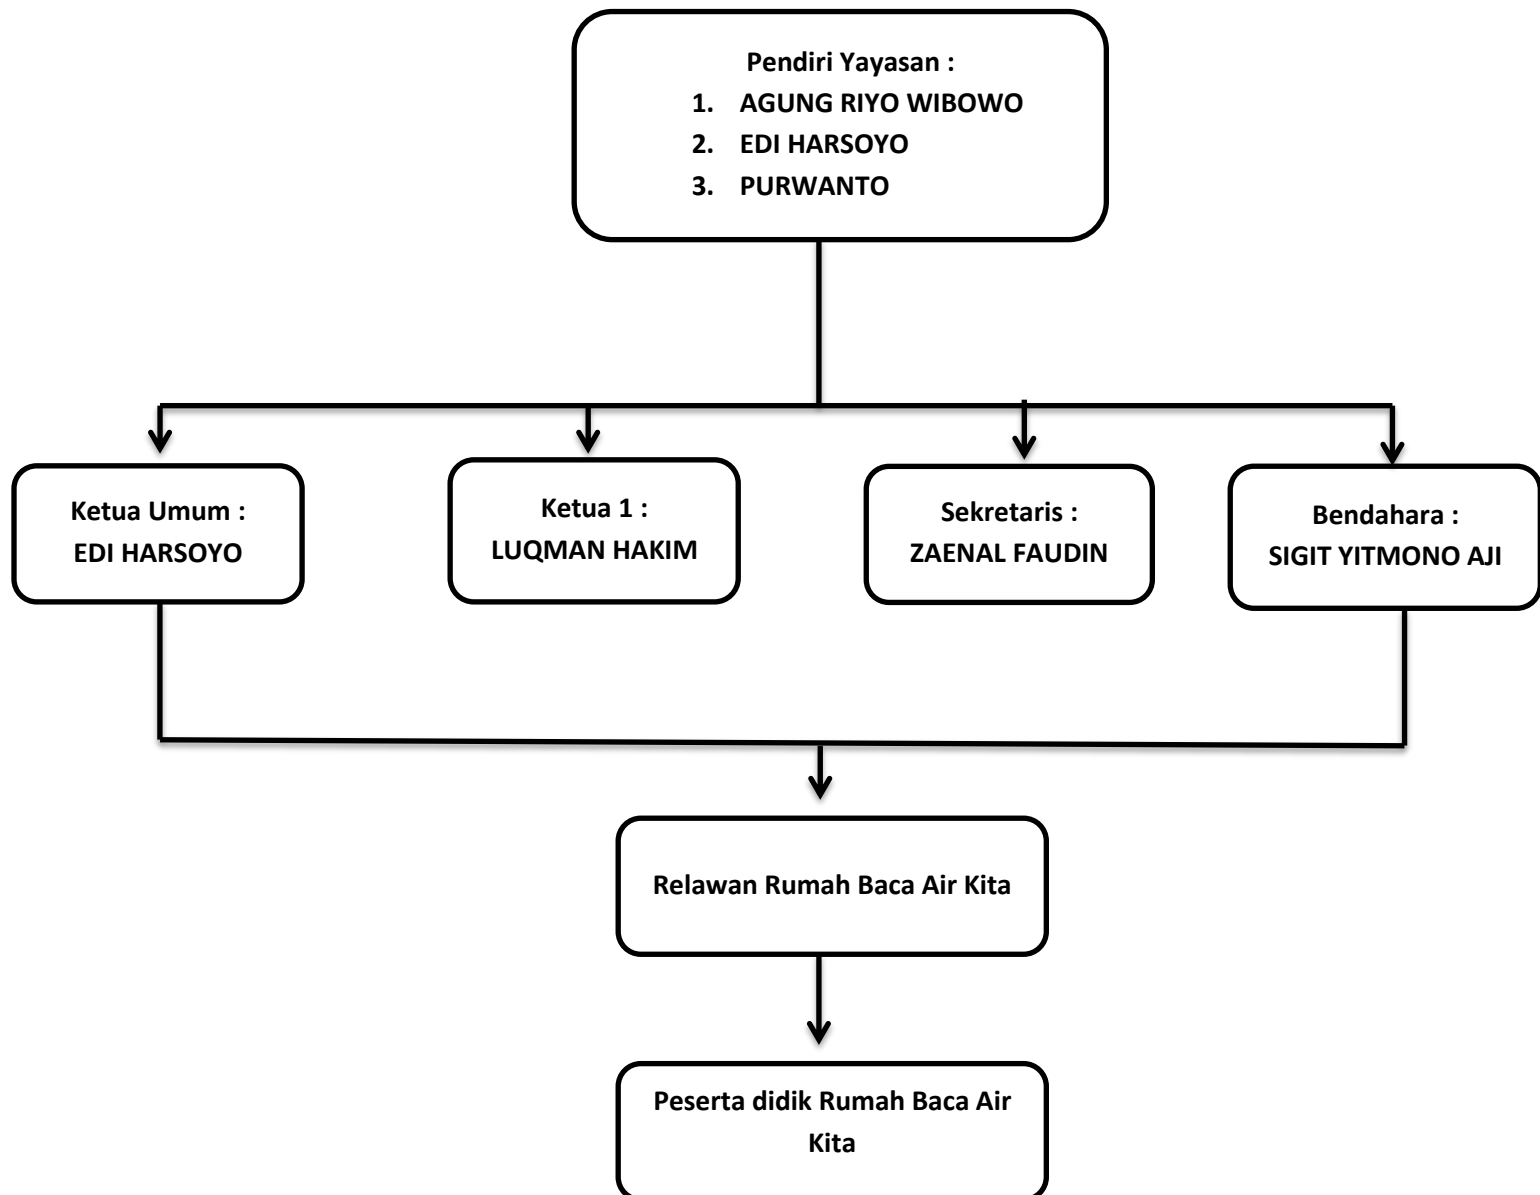 Pendiri Yayasan :
1. AGUNG RIYO WIBOWO
2. EDI HARSOYO
3. PURWANTO
Ketua Umum :
EDI HARSOYO
Ketua 1 :
LUQMAN HAKIM
Sekretaris :
ZAENAL FAUDIN
Bendahara :
SIGIT YITMONO AJI
Relawan Rumah Baca Air Kita
Peserta didik Rumah Baca Air
Kita